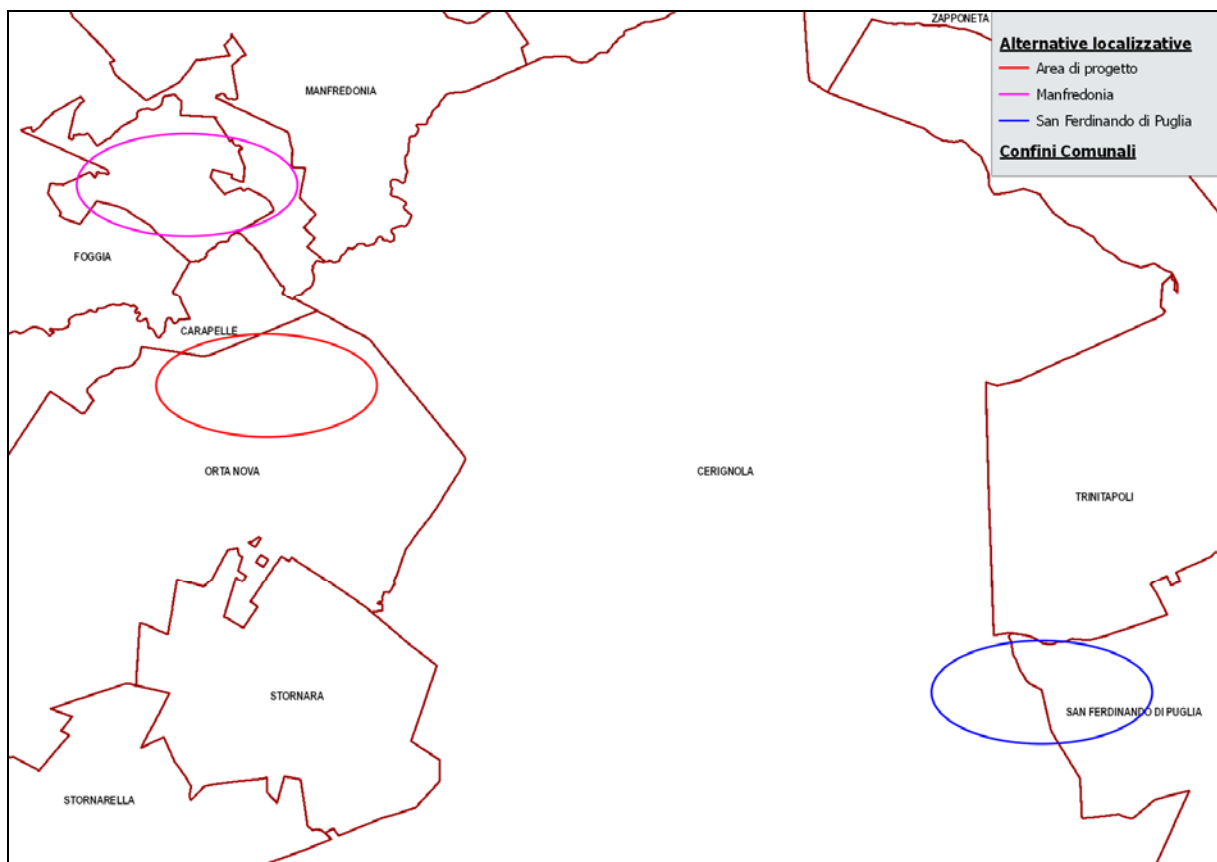 ZAPPONETA
Alternative localizzative
Area di progetto
Manfredonia
San Ferdinando di Puglia
Confini Comunali
MANFREDONIA
FOGGIA
CARAPELLE
ORTA NOVA
CERIGNOLA
TRINITAPOLI
STORNARA
SAN FERDINANDO DI PUGLIA
STORNARELLA